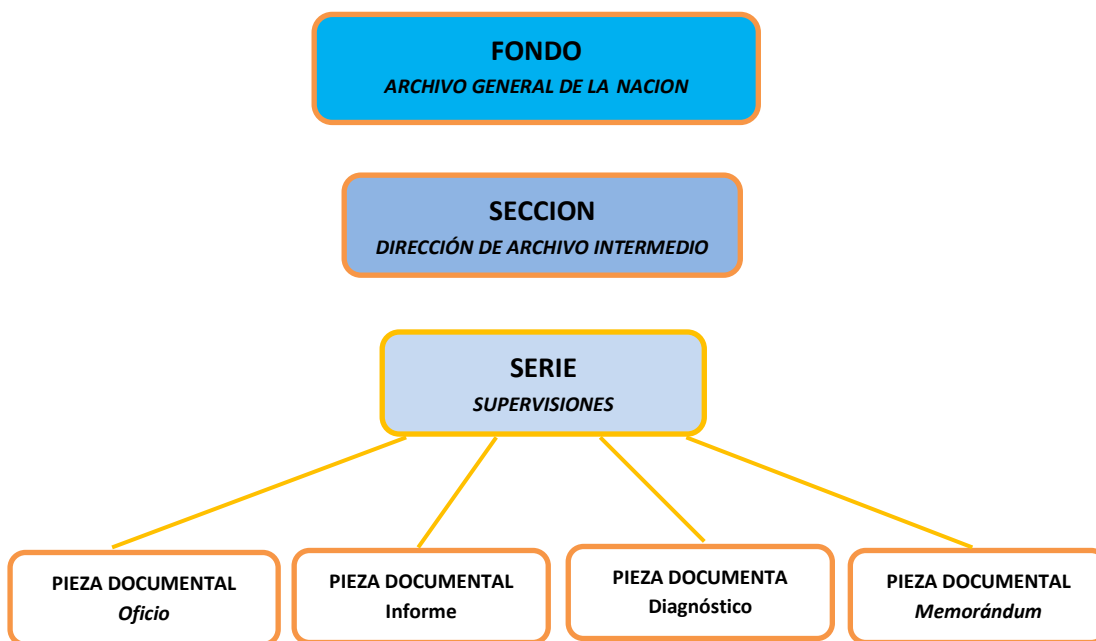 FONDO
ARCHIVO GENERAL DE LA NACION
SECCION
DIRECCIÓN DE ARCHIVO INTERMEDIO
SERIE
SUPERVISIONES
PIEZA DOCUMENTAL
Oficio
PIEZA DOCUMENTAL
Informe
PIEZA DOCUMENTA
Diagnóstico
PIEZA DOCUMENTAL
Memorándum